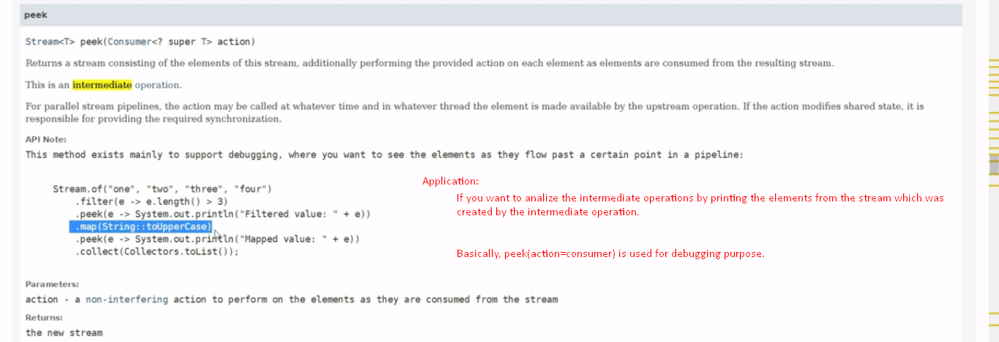 peek
Stream<T> peek(Consumer<? super T> action)
Returns a stream consisting of the elements of this stream, additionally performing the provided action on each element as elements are consumed from the resulting stream.
This is an intermediate operation.
For parallel stream pipelines, the action may be called at whatever time and in whatever thread the element is made available by the upstream operation. If the action modifies shared state, it is
responsible for providing the required synchronization.
API Note:
This method exists mainly to support debugging, where you want to see the elements as they flow past a certain point in a pipeline:
Stream.of("one", "two", "three", "four")
.filter(e -> e.length() > 3)
.peek(e -> System.out.println("Filtered value: " + e))
.map(String::toUpperCase)
.peek(e -> System.out.println("Mapped value: " + e))
.collect(Collectors.toList());
Application:
If you want to analize the intermediate operations by printing the elements from the stream which was
created by the intermediate operation.
Basically, peek(action=consumer) is used for debugging purpose.
Parameters:
action - a non-interfering action to perform on the elements as they are consumed from the stream
Returns:
the new stream